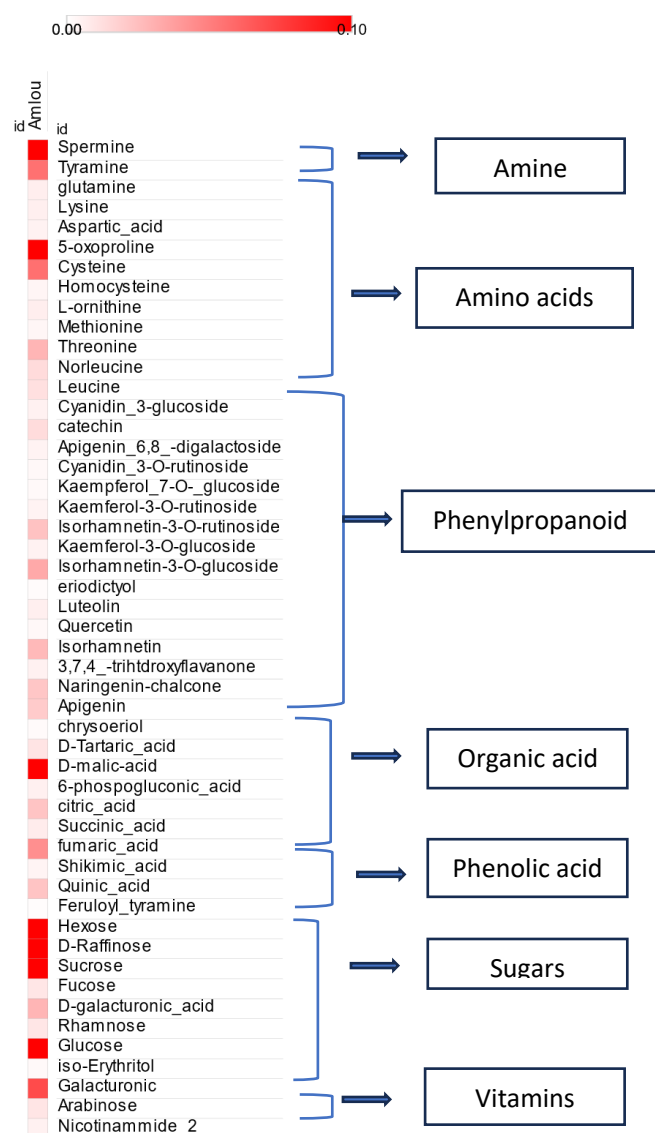 0.00 0.10
Amlou
id id
Spermine
Tyramine
glutamine
Lysine
Aspartic_acid
5-oxoproline
Cysteine
Homocysteine
L-ornithine
Methionine
Threonine
Norleucine
Leucine
Cyanidin_3-glucoside
catechin
Apigenin_6,8_-digalactoside
Cyanidin_3-O-rutinoside
Kaempferol_7-O-_glucoside
Kaemferol-3-O-rutinoside
Isorhamnetin-3-O-rutinoside
Kaemferol-3-O-glucoside
Isorhamnetin-3-O-glucoside
eriodictyol
Luteolin
Quercetin
Isorhamnetin
3,7,4_-trihtdroxyflavanone
Naringenin-chalcone
Apigenin
chrysoeriol
D-Tartaric_acid
D-malic-acid
6-phospogluconic_acid
citric_acid
Succinic_acid
fumaric_acid
Shikimic_acid
Quinic_acid
Feruloyl_tyramine
Hexose
D-Raffinose
Sucrose
Fucose
D-galacturonic_acid
Rhamnose
Glucose
iso-Erythritol
Galacturonic
Arabinose
Nicotinammide_2
Amine
Amino acids
Phenylpropanoid
Organic acid
Phenolic acid
Sugars
Vitamins